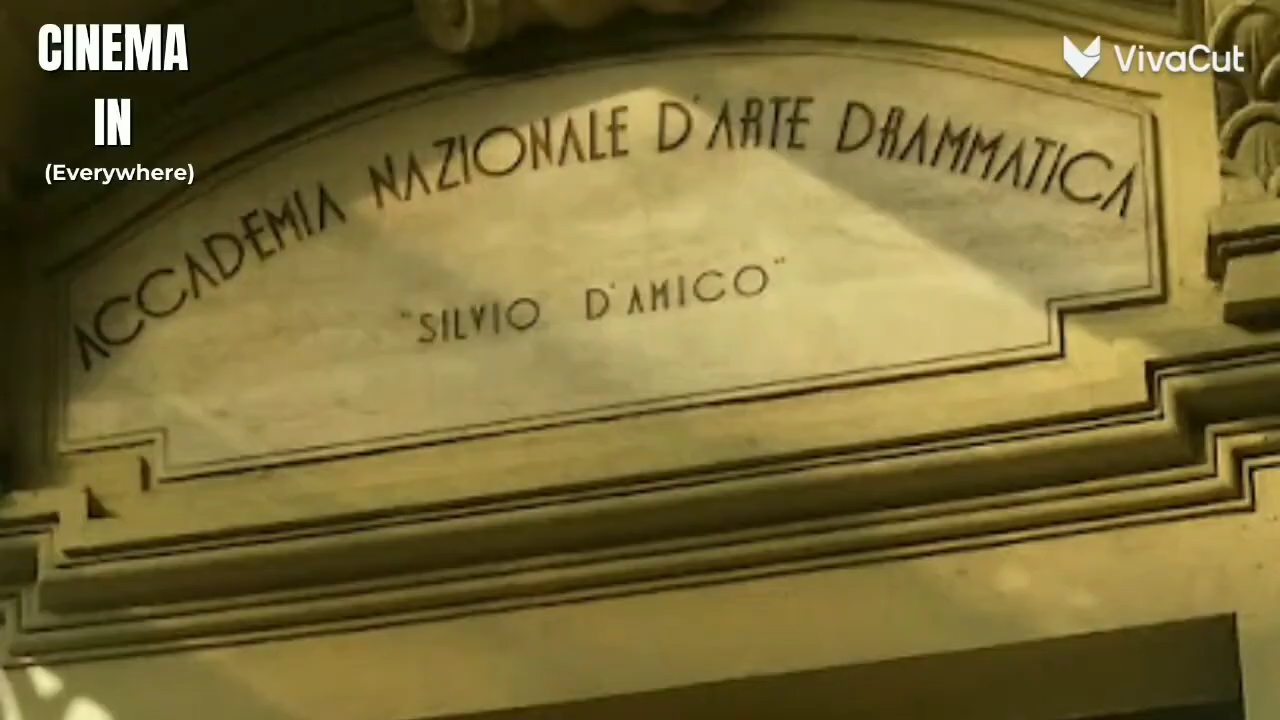 CINEMA
IN
(Everywhere)
VivaCut
ACCADEMIA NAZIONALE D'ARTE DRAMMATICA
"SILVIO D'AMICO"